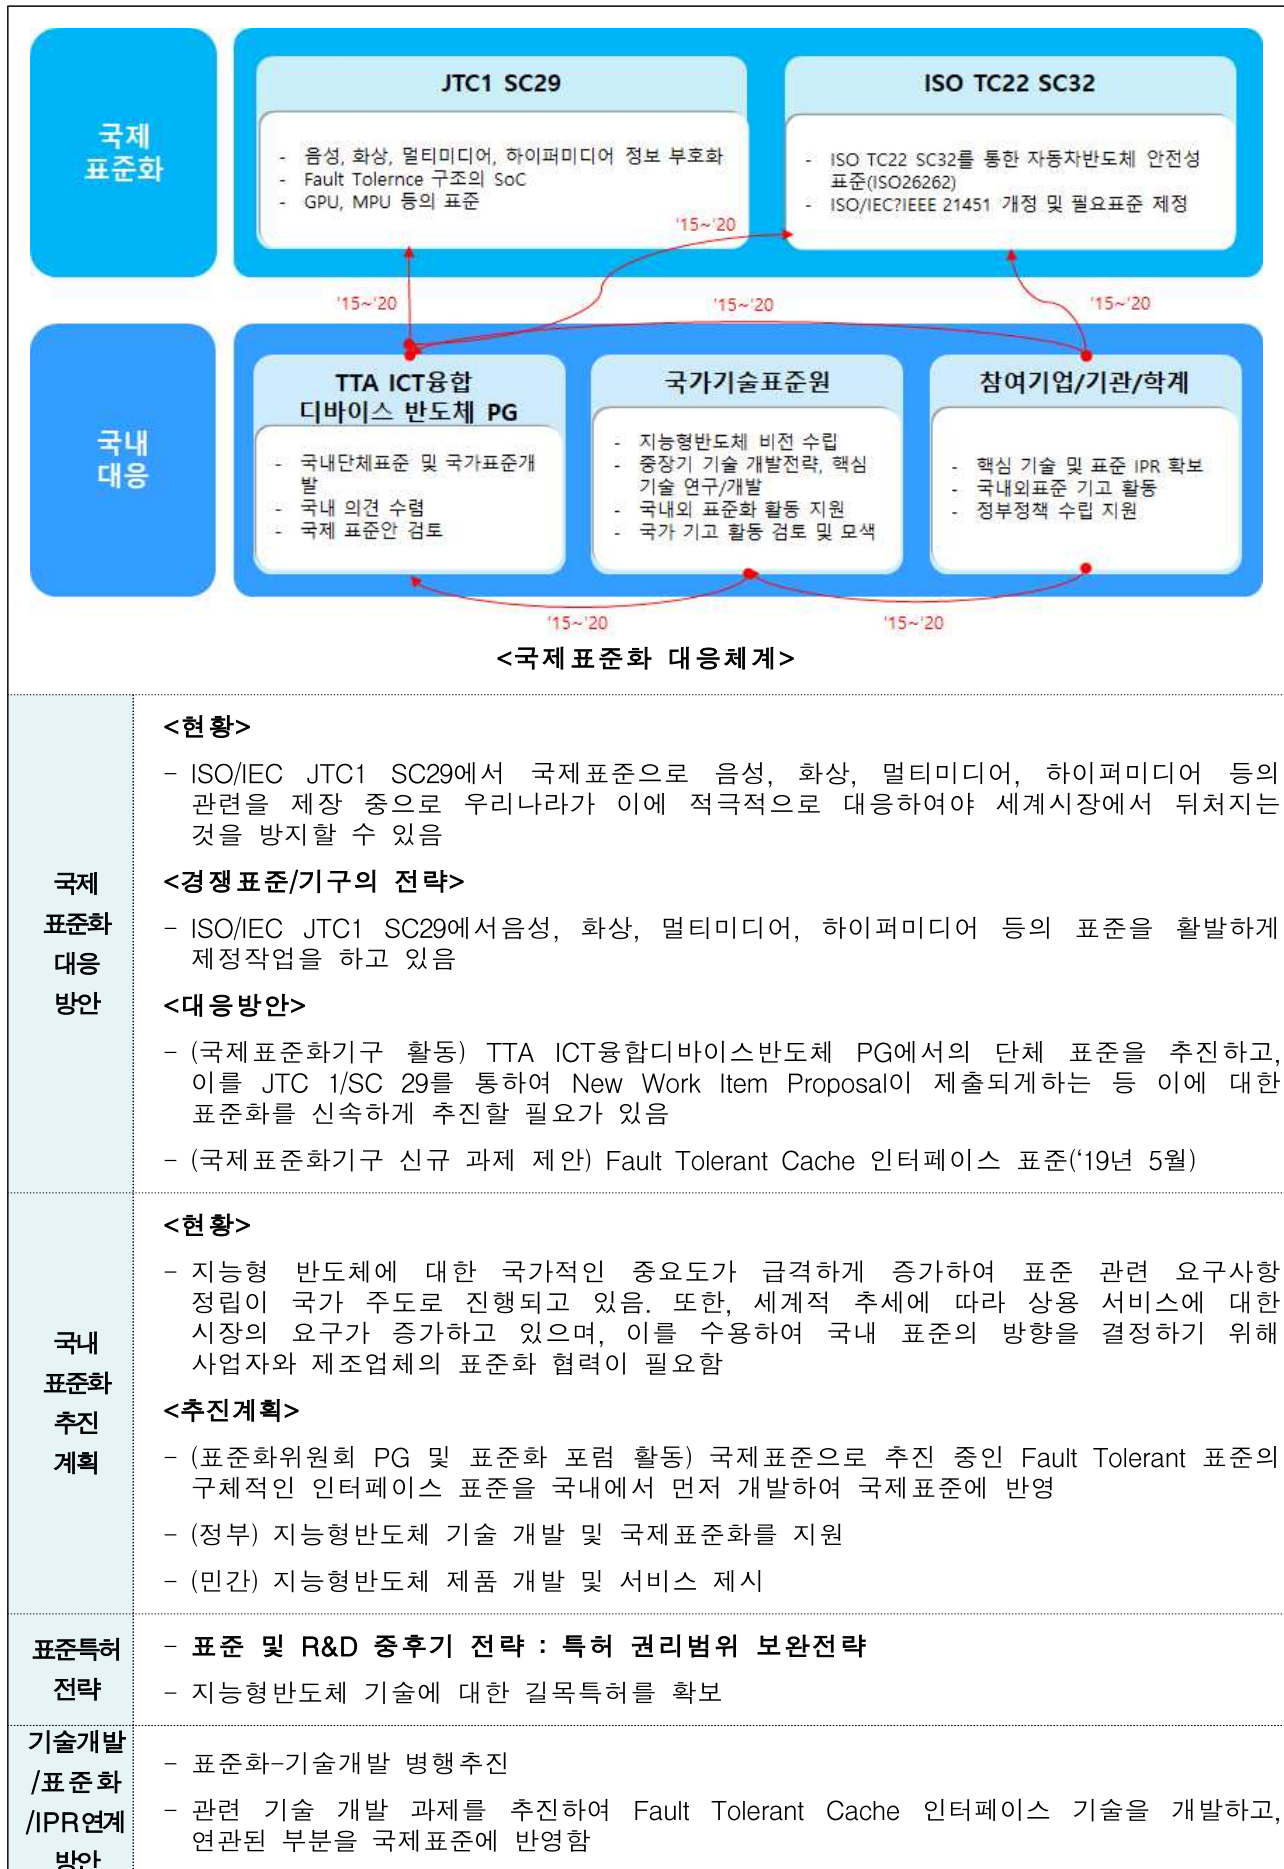 국제
표준화
JTC1 SC29
- 음성, 화상, 멀티미디어, 하이퍼미디어 정보 부호화
- Fault Tolernce 구조의 SoC
- GPU, MPU 등의 표준
ISO TC22 SC32
- ISO TC22 SC32를 통한 자동차반도체 안전성
표준(ISO26262)
- ISO/IEC?IEEE 21451 개정 및 필요표준 제정
'15~'20
'15~'20
'15~'20
'15~'20
국내
대응
TTA ICT융합
디바이스 반도체 PG
- 국내단체표준 및 국가표준개
발
- 국내 의견 수렴
- 국제 표준안 검토
국가기술표준원
- 지능형반도체 비전 수립
- 중장기 기술 개발전략, 핵심
기술 연구/개발
- 국내외 표준화 활동 지원
- 국가 기고 활동 검토 및 모색
참여기업/기관/학계
- 핵심 기술 및 표준 IPR 확보
- 국내외표준 기고 활동
- 정부정책 수립 지원
'15~'20
'15~'20
<국제표준화 대응체계>
국제
표준화
대응
방안
<현황>
- ISO/IEC JTC1 SC29에서 국제표준으로 음성, 화상, 멀티미디어, 하이퍼미디어 등의
관련을 제장 중으로 우리나라가 이에 적극적으로 대응하여야 세계시장에서 뒤처지는
것을 방지할 수 있음
<경쟁표준/기구의 전략>
- ISO/IEC JTC1 SC29에서음성, 화상, 멀티미디어, 하이퍼미디어 등의 표준을 활발하게
제정작업을 하고 있음
<대응방안>
- (국제표준화기구 활동) TTA ICT융합디바이스반도체 PG에서의 단체 표준을 추진하고,
이를 JTC 1/SC 29를 통하여 New Work Item Proposal이 제출되게하는 등 이에 대한
표준화를 신속하게 추진할 필요가 있음
- (국제표준화기구 신규 과제 제안) Fault Tolerant Cache 인터페이스 표준('19년 5월)
국내
표준화
추진
계획
<현황>
- 지능형 반도체에 대한 국가적인 중요도가 급격하게 증가하여 표준 관련 요구사항
정립이 국가 주도로 진행되고 있음. 또한, 세계적 추세에 따라 상용 서비스에 대한
시장의 요구가 증가하고 있으며, 이를 수용하여 국내 표준의 방향을 결정하기 위해
사업자와 제조업체의 표준화 협력이 필요함
<추진계획>
- (표준화위원회 PG 및 표준화 포럼 활동) 국제표준으로 추진 중인 Fault Tolerant 표준의
구체적인 인터페이스 표준을 국내에서 먼저 개발하여 국제표준에 반영
- (정부) 지능형반도체 기술 개발 및 국제표준화를 지원
- (민간) 지능형반도체 제품 개발 및 서비스 제시
표준특허
전략
- 표준 및 R&D 중후기 전략 : 특허 권리범위 보완전략
- 지능형반도체 기술에 대한 길목특허를 확보
기술개발
/표준화
/IPR연계
방안
- 표준화-기술개발 병행추진
- 관련 기술 개발 과제를 추진하여 Fault Tolerant Cache 인터페이스 기술을 개발하고,
연관된 부분을 국제표준에 반영함